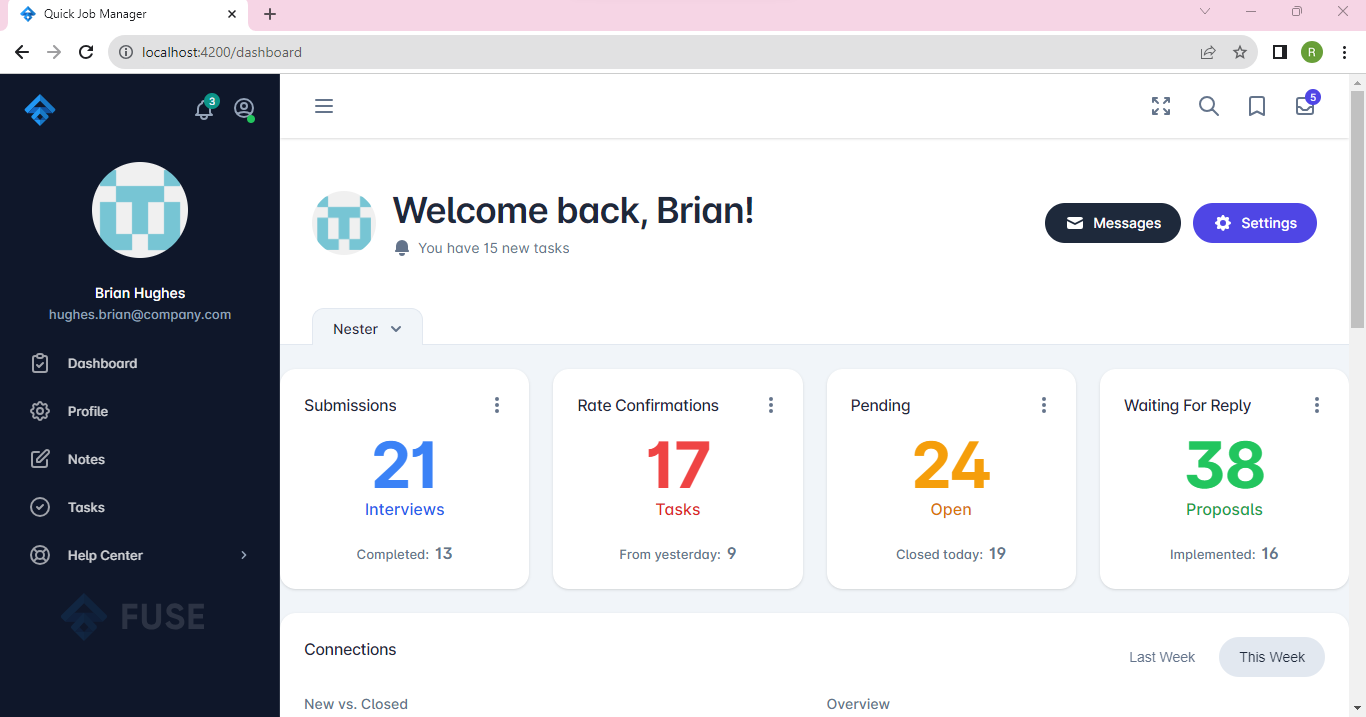 Quick Job Manager
localhost:4200/dashboard
R
3
5
Brian Hughes
hughes.brian@company.com
Dashboard
Profile
Notes
Tasks
Help Center
FUSE
Welcome back, Brian!
You have 15 new tasks
Messages
Settings
Nester
Submissions
21
Interviews
Completed: 13
Rate Confirmations
17
Tasks
From yesterday: 9
Pending
24
Open
Closed today: 19
Waiting For Reply
38
Proposals
Implemented: 16
Connections
Last Week
This Week
New vs. Closed
Overview